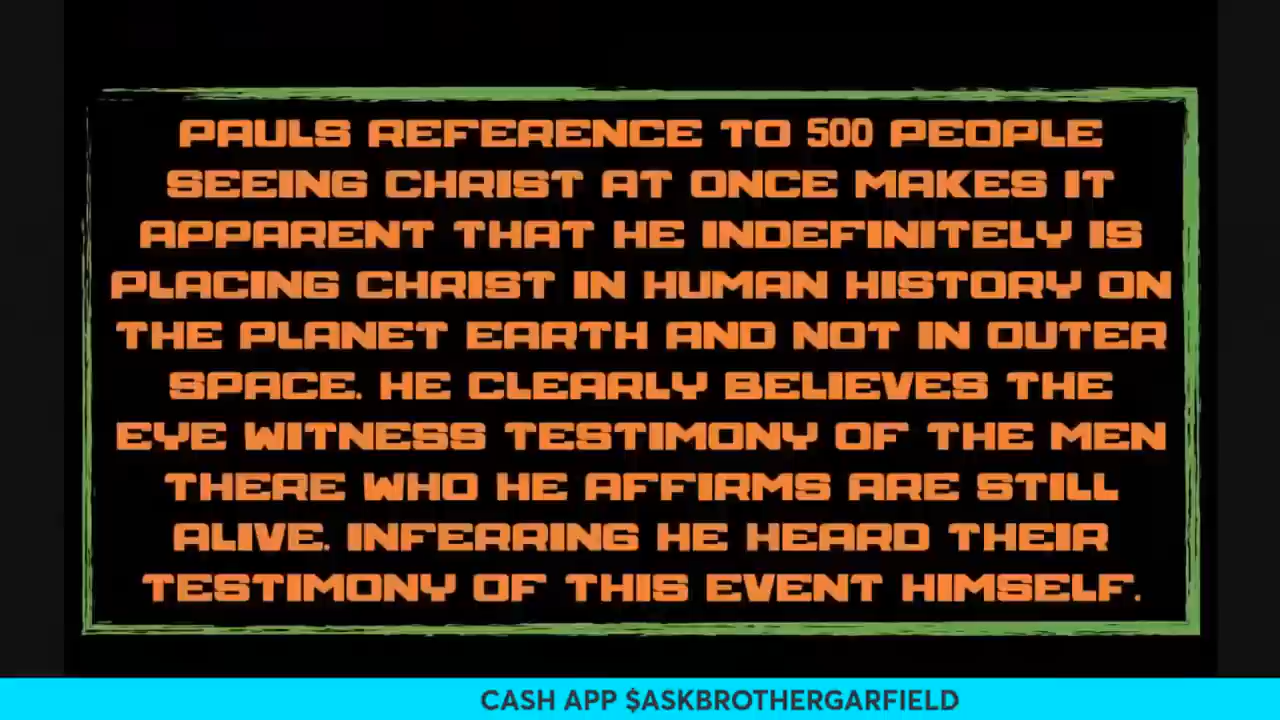 PAULS REFERENCE TO 500 PEOPLE
SEEING CHRIST AT ONCE MAKES IT
APPARENT THAT HE INDEFINITELY IS
PLACING CHRIST IN HUMAN HISTORY ON
THE PLANET EARTH AND NOT IN OUTER
SPACE. HE CLEARLY BELIEVES THE
EYE WITNESS TESTIMONY OF THE MEN
THERE WHO HE AFFIRMS ARE STILL
ALIVE. INFERRING HE HEARD THEIR
TESTIMONY OF THIS EVENT HIMSELF.
CASH APP $ASKBROTHERGARFIELD